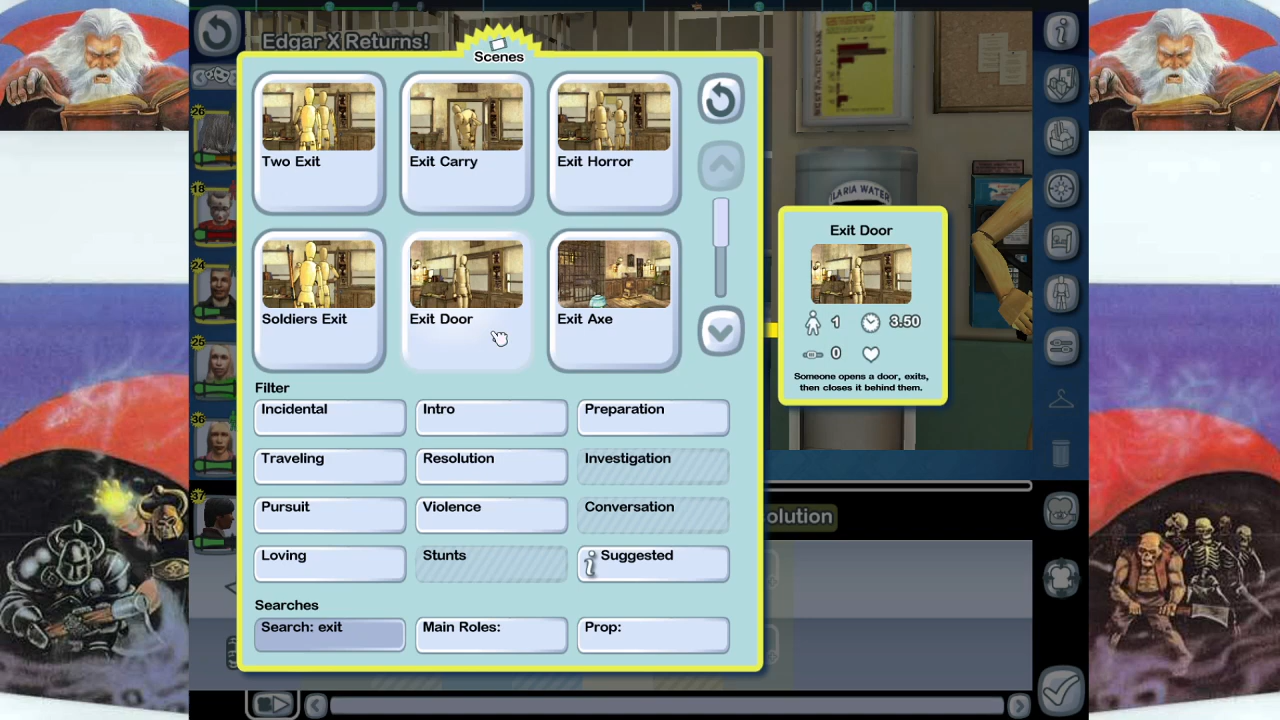 Edgar X Returns!
Scenes
Two Exit
Exit Carry
Exit Horror
Soldiers Exit
Exit Door
Exit Axe
Filter
Incidental
Intro
Preparation
Traveling
Resolution
Investigation
Pursuit
Violence
Conversation
Loving
Stunts
Suggested
Searches
Search: exit
Main Roles:
Prop:
26
18
24
25
36
37
ILARIA WATER
Exit Door
1
3.50
0
Someone opens a door, exits,
then closes it behind them.
olution